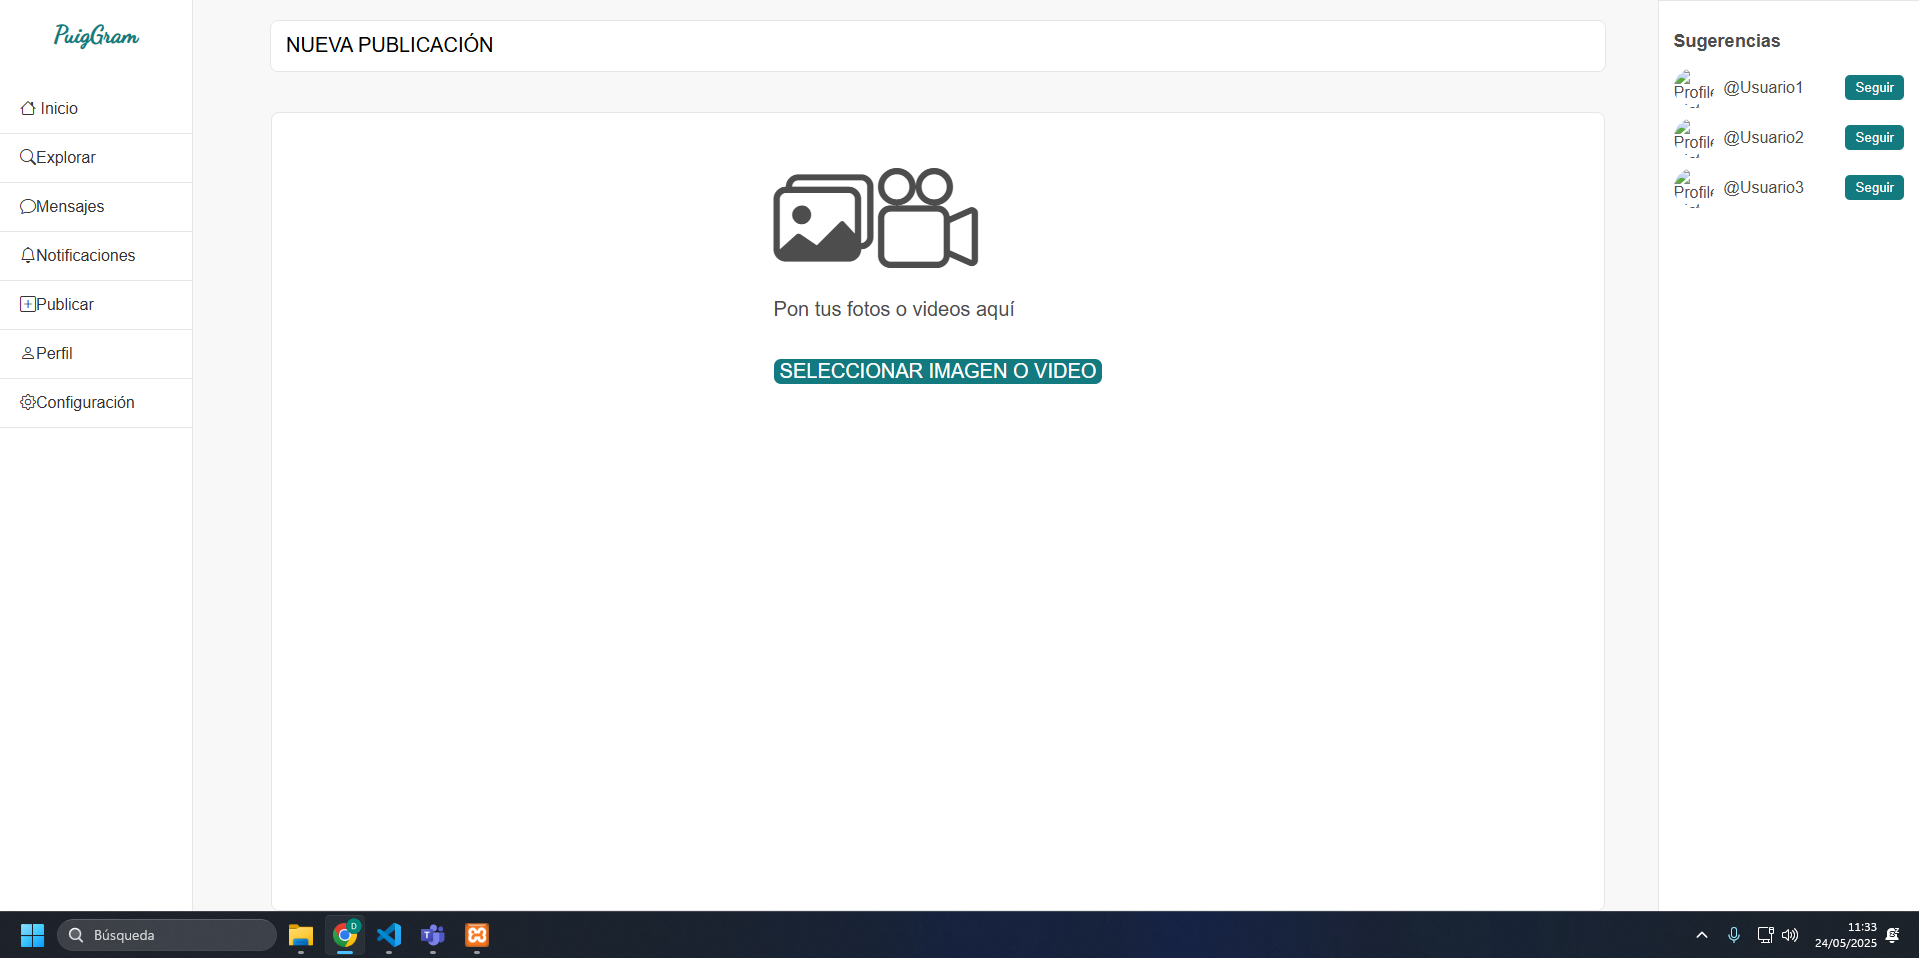 PuigGram
Inicio
Explorar
Mensajes
Notificaciones
Publicar
Perfil
Configuración
NUEVA PUBLICACIÓN
Pon tus fotos o videos aquí
SELECCIONAR IMAGEN O VIDEO
Sugerencias
Profile @Usuario1 Seguir
Profile @Usuario2 Seguir
Profile @Usuario3 Seguir
Búsqueda
D
T
11:33
24/05/2025